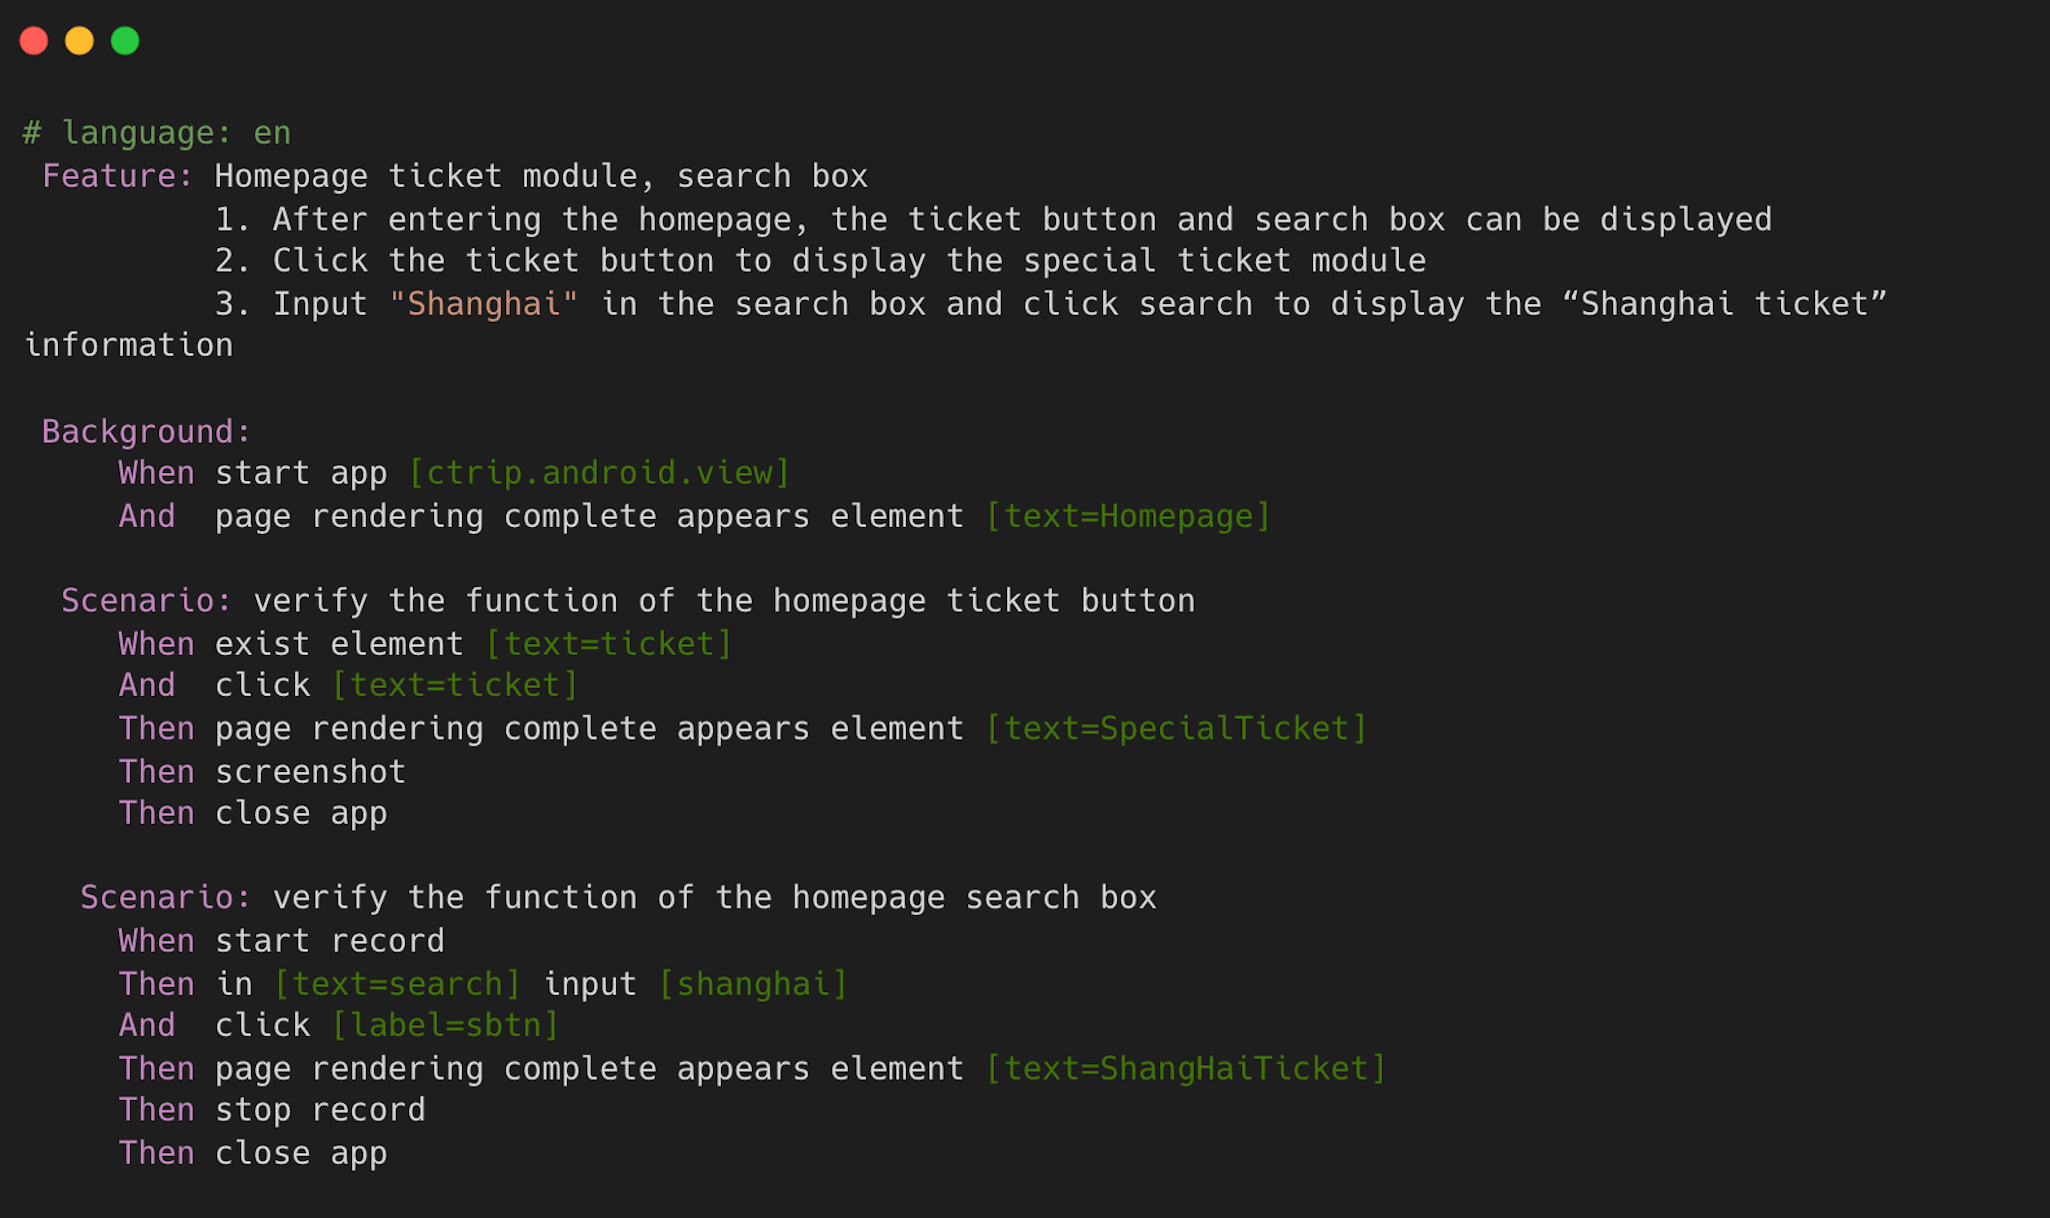 # language: en
Feature: Homepage ticket module, search box
1. After entering the homepage, the ticket button and search box can be displayed
2. Click the ticket button to display the special ticket module
3. Input "Shanghai" in the search box and click search to display the “Shanghai ticket”
information
Background:
When start app [ctrip.android.view]
And  page rendering complete appears element [text=Homepage]
Scenario: verify the function of the homepage ticket button
When exist element [text=ticket]
And  click [text=ticket]
Then page rendering complete appears element [text=SpecialTicket]
Then screenshot
Then close app
Scenario: verify the function of the homepage search box
When start record
Then in [text=search] input [shanghai]
And  click [label=sbtn]
Then page rendering complete appears element [text=ShangHaiTicket]
Then stop record
Then close app